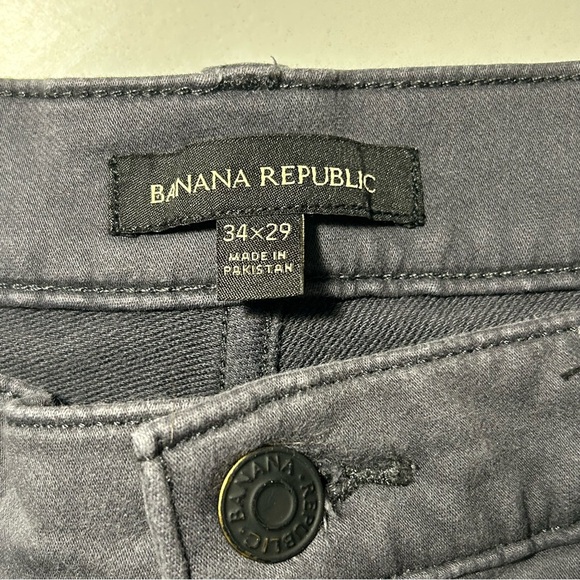 BANANA REPUBLIC
34×29
MADE IN
PAKISTAN
BANANA • REPUBLIC •